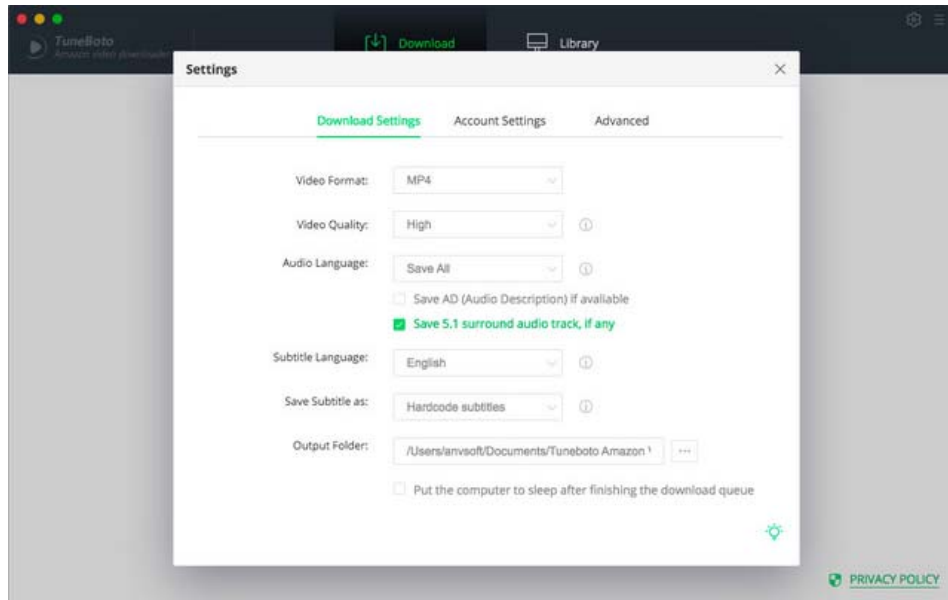 TuneBoto
Amazon video downloader
Download
Library
Settings
Download Settings
Account Settings
Advanced
Video Format:
MP4
Video Quality:
High
Audio Language:
Save All
Save AD (Audio Description) if available
Save 5.1 surround audio track, if any
Subtitle Language:
English
Save Subtitle as:
Hardcode subtitles
Output Folder:
/Users/anvsoft/Documents/Tuneboto Amazon
Put the computer to sleep after finishing the download queue
PRIVACY POLICY